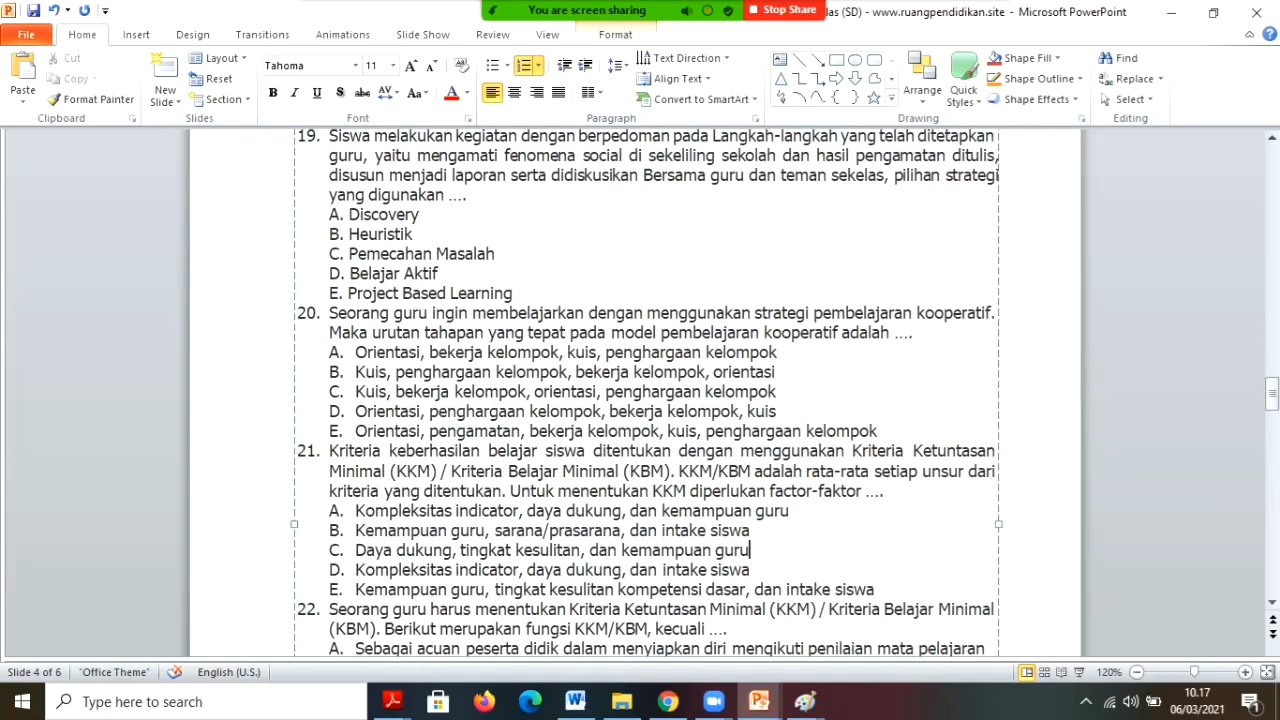 You are screen sharing
Stop Share
as (SD) - www.ruangpendidikan.site - Microsoft PowerPoint
File Home Insert Design Transitions Animations Slide Show Review View Format
Paste
Cut
Copy
Format Painter
Clipboard
New Slide
Layout
Reset
Section
Slides
Tahoma 11
Font
Paragraph
Text Direction
Align Text
Convert to SmartArt
Arrange
Quick Styles
Shape Fill
Shape Outline
Shape Effects
Drawing
Find
Replace
Select
Editing
19. Siswa melakukan kegiatan dengan berpedoman pada Langkah-langkah yang telah ditetapkan
guru, yaitu mengamati fenomena social di sekeliling sekolah dan hasil pengamatan ditulis,
disusun menjadi laporan serta didiskusikan Bersama guru dan teman sekelas, pilihan strategi
yang digunakan ....
A. Discovery
B. Heuristik
C. Pemecahan Masalah
D. Belajar Aktif
E. Project Based Learning
20. Seorang guru ingin membelajarkan dengan menggunakan strategi pembelajaran kooperatif.
Maka urutan tahapan yang tepat pada model pembelajaran kooperatif adalah ....
A. Orientasi, bekerja kelompok, kuis, penghargaan kelompok
B. Kuis, penghargaan kelompok, bekerja kelompok, orientasi
C. Kuis, bekerja kelompok, orientasi, penghargaan kelompok
D. Orientasi, penghargaan kelompok, bekerja kelompok, kuis
E. Orientasi, pengamatan, bekerja kelompok, kuis, penghargaan kelompok
21. Kriteria keberhasilan belajar siswa ditentukan dengan menggunakan Kriteria Ketuntasan
Minimal (KKM) / Kriteria Belajar Minimal (KBM). KKM/KBM adalah rata-rata setiap unsur dari
kriteria yang ditentukan. Untuk menentukan KKM diperlukan factor-faktor ....
A. Kompleksitas indicator, daya dukung, dan kemampuan guru
B. Kemampuan guru, sarana/prasarana, dan intake siswa
C. Daya dukung, tingkat kesulitan, dan kemampuan guru
D. Kompleksitas indicator, daya dukung, dan intake siswa
E. Kemampuan guru, tingkat kesulitan kompetensi dasar, dan intake siswa
22. Seorang guru harus menentukan Kriteria Ketuntasan Minimal (KKM) / Kriteria Belajar Minimal
(KBM). Berikut merupakan fungsi KKM/KBM, kecuali ....
A. Sebagai acuan peserta didik dalam menyiapkan diri mengikuti penilaian mata pelajaran
Slide 4 of 6 "Office Theme" English (U.S.) 120%
Type here to search
10.17
06/03/2021
1